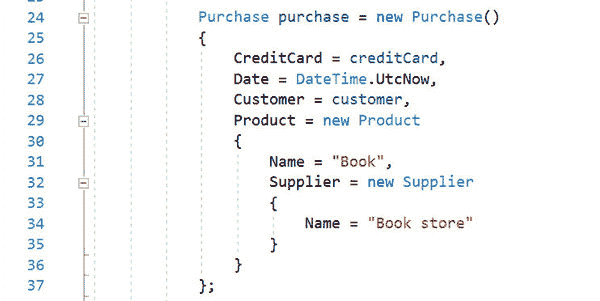 24 Purchase purchase = new Purchase()
25 {
26 CreditCard = creditCard,
27 Date = DateTime.UtcNow,
28 Customer = customer,
29 Product = new Product
30 {
31 Name = "Book",
32 Supplier = new Supplier
33 {
34 Name = "Book store"
35 }
36 }
37 };